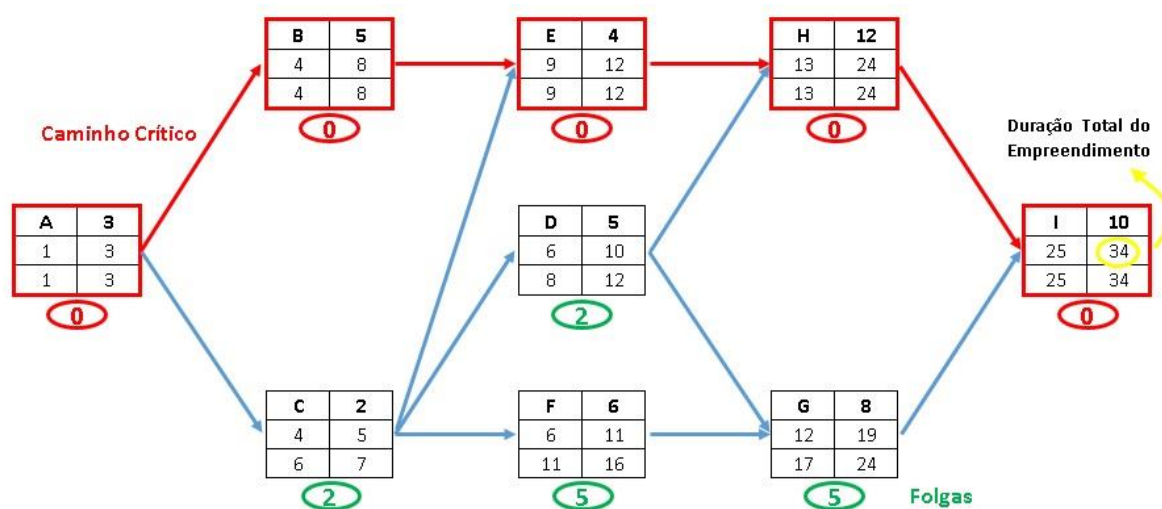 B 5
4 8
4 8
0
E 4
9 12
9 12
0
H 12
13 24
13 24
0
Caminho Crítico
Duração Total do
Empreendimento
A 3
1 3
1 3
0
D 5
6 10
8 12
2
I 10
25 34
25 34
0
C 2
4 5
6 7
2
F 6
6 11
11 16
5
G 8
12 19
17 24
5
Folgas